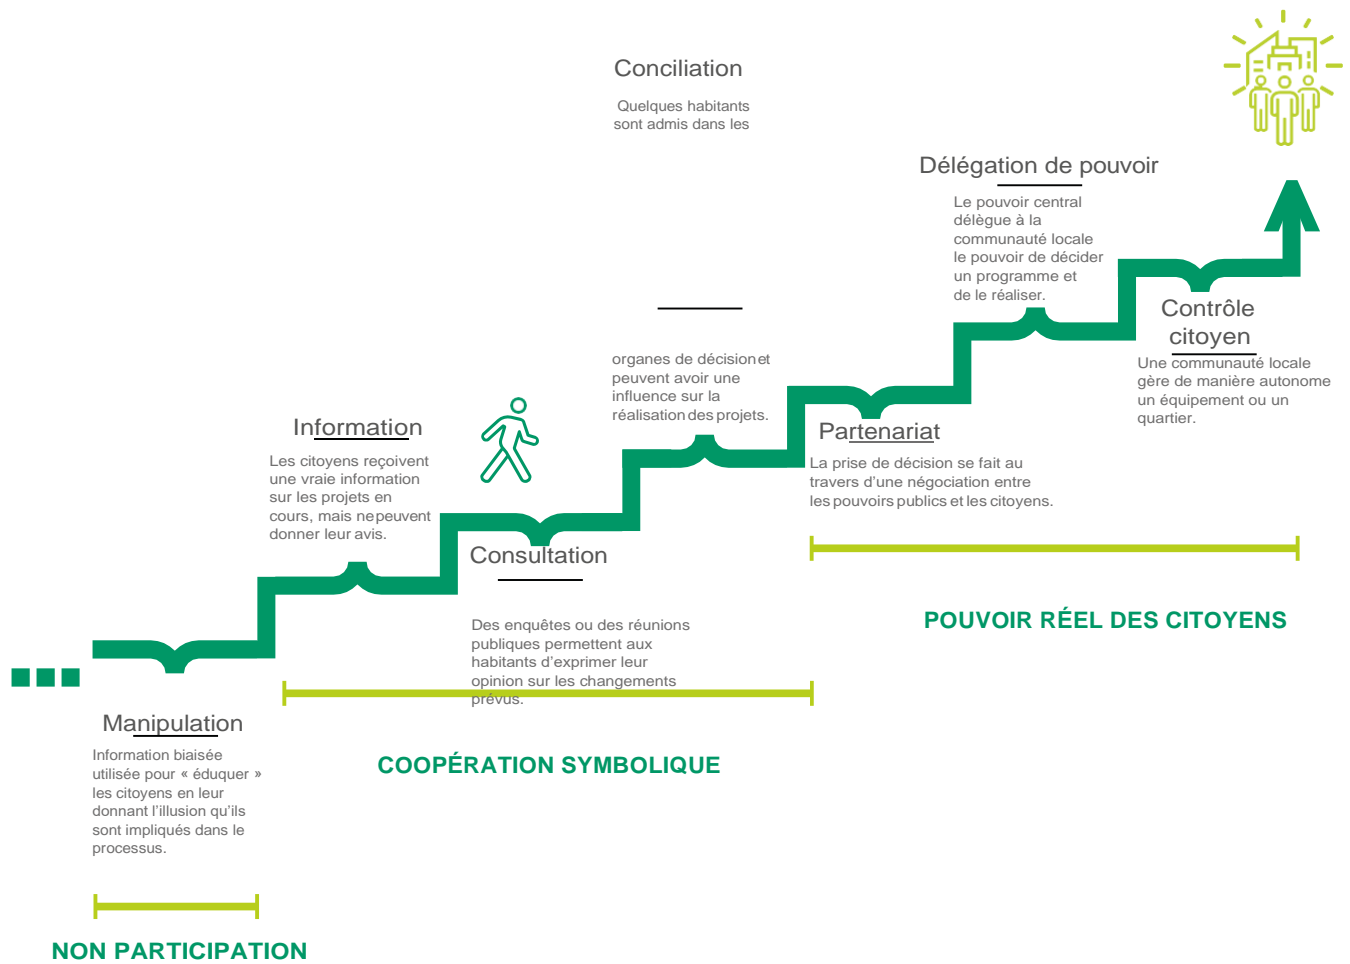 Conciliation
Quelques habitants
sont admis dans les
organes de décision et
peuvent avoir une
influence sur la
réalisation des projets.
Délégation de pouvoir
Le pouvoir central
délègue à la
communauté locale
le pouvoir de décider
un programme et
de le réaliser.
Contrôle
citoyen
Une communauté locale
gère de manière autonome
un équipement ou un
quartier.
Information
Les citoyens reçoivent
une vraie information
sur les projets en
cours, mais ne peuvent
donner leur avis.
Partenariat
La prise de décision se fait au
travers d’une négociation entre
les pouvoirs publics et les citoyens.
Consultation
Des enquêtes ou des réunions
publiques permettent aux
habitants d’exprimer leur
opinion sur les changements
prévus.
POUVOIR RÉEL DES CITOYENS
Manipulation
Information biaisée
utilisée pour « éduquer »
les citoyens en leur
donnant l’illusion qu’ils
sont impliqués dans le
processus.
COOPÉRATION SYMBOLIQUE
NON PARTICIPATION